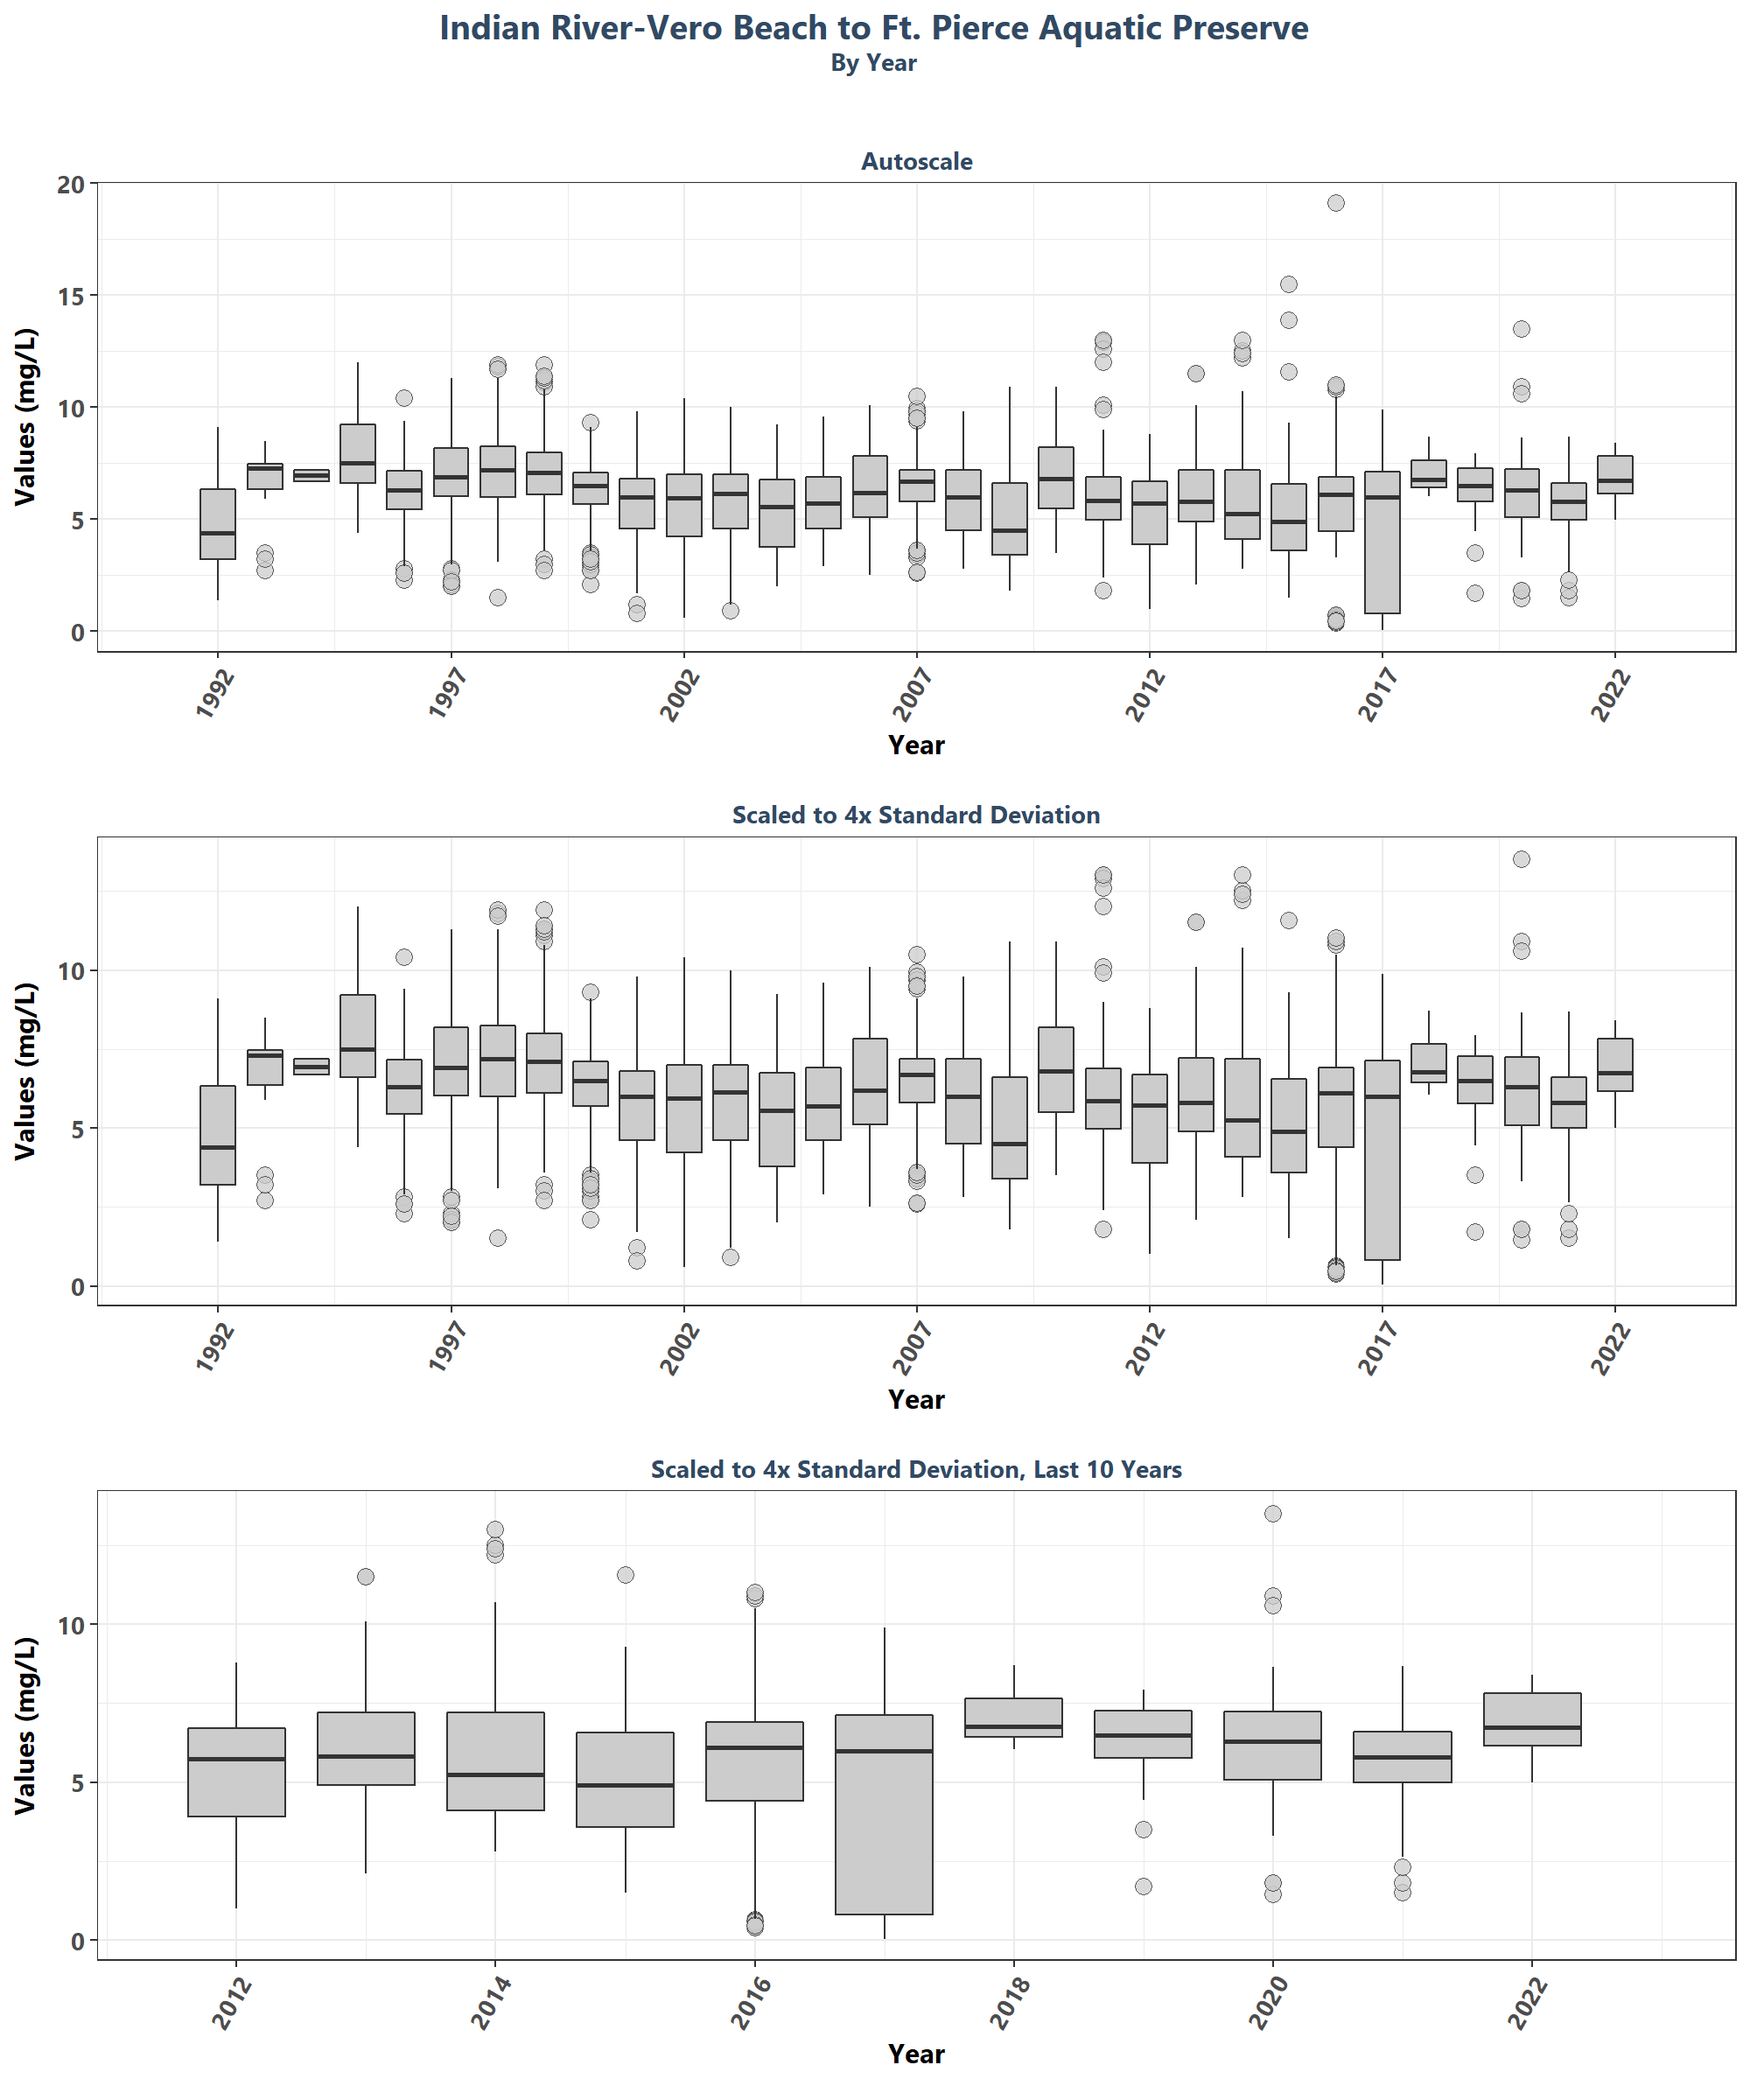 Indian River-Vero Beach to Ft. Pierce Aquatic Preserve
By Year
Autoscale
Values (mg/L)
20
15
10
5
0
1992 1997 2002 2007 2012 2017 2022
Year
Scaled to 4x Standard Deviation
Values (mg/L)
10
5
0
1992 1997 2002 2007 2012 2017 2022
Year
Scaled to 4x Standard Deviation, Last 10 Years
Values (mg/L)
10
5
0
2012 2014 2016 2018 2020 2022
Year